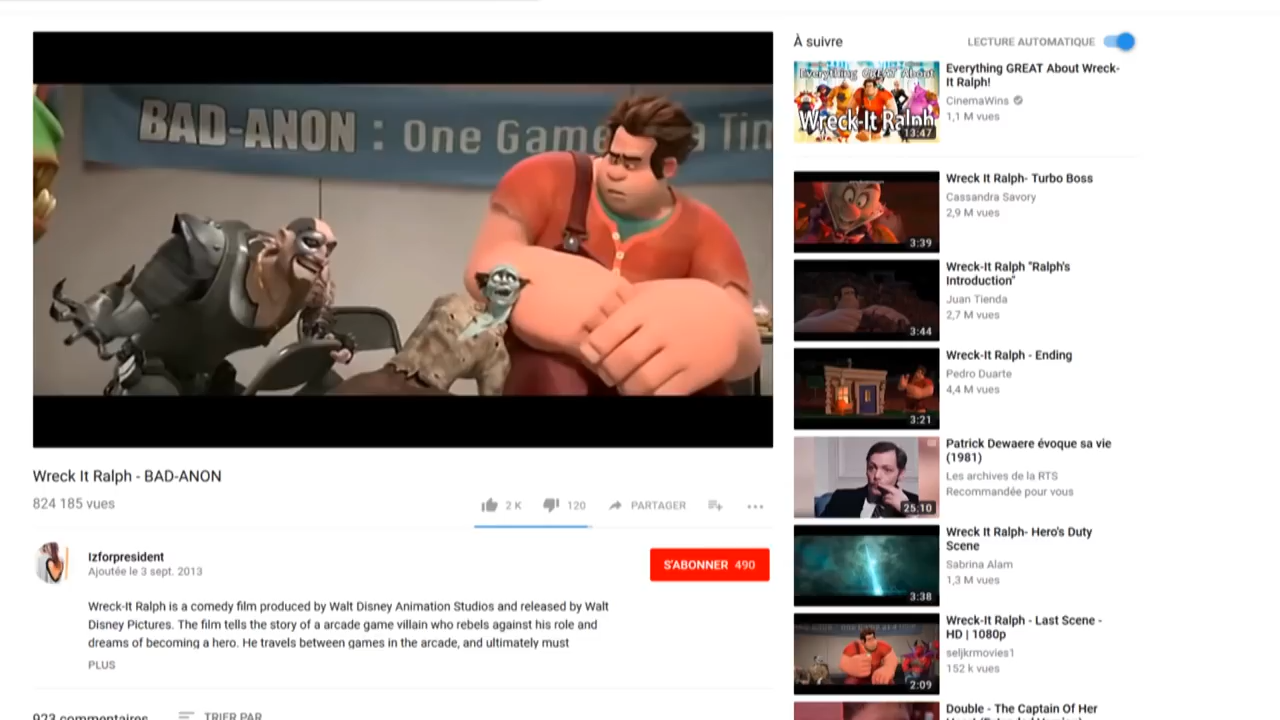 BAD-ANON : One Game a Tim
Wreck It Ralph - BAD-ANON
824 185 vues
2 K
120
PARTAGER
Izforpresident
Ajoutée le 3 sept. 2013
S'ABONNER 490
Wreck-It Ralph is a comedy film produced by Walt Disney Animation Studios and released by Walt
Disney Pictures. The film tells the story of a arcade game villain who rebels against his role and
dreams of becoming a hero. He travels between games in the arcade, and ultimately must
PLUS
923 commentaires
TRIER PAR
À suivre
LECTURE AUTOMATIQUE
Everything GREAT About
Wreck-It Ralph
13:47
Everything GREAT About Wreck-
It Ralph!
CinemaWins
1,1 M vues
3:39
Wreck It Ralph- Turbo Boss
Cassandra Savory
2,9 M vues
3:44
Wreck-It Ralph "Ralph's
Introduction"
Juan Tienda
2,7 M vues
3:21
Wreck-It Ralph - Ending
Pedro Duarte
4,4 M vues
25:10
Patrick Dewaere évoque sa vie
(1981)
Les archives de la RTS
Recommandée pour vous
3:38
Wreck It Ralph- Hero's Duty
Scene
Sabrina Alam
1,3 M vues
2:09
Wreck-It Ralph - Last Scene -
HD | 1080p
seljkrmovies1
152 k vues
Double - The Captain Of Her